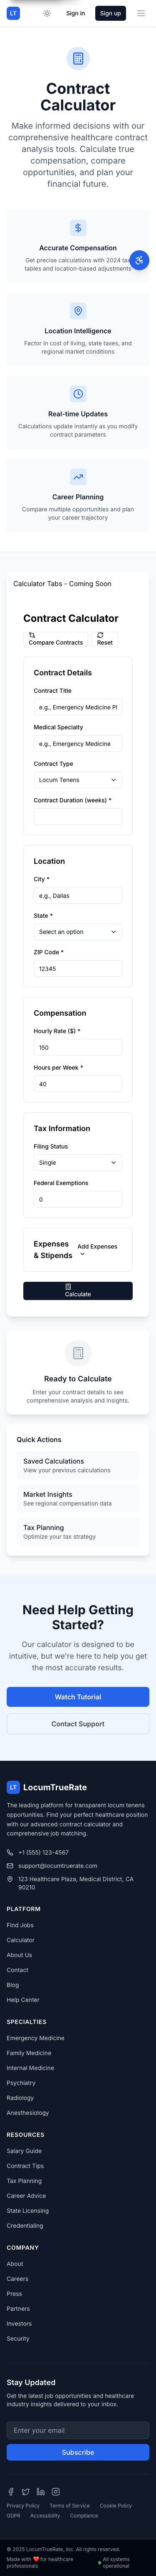 LT
Sign in
Sign up
Contract
Calculator
Make informed decisions with our
comprehensive healthcare contract
analysis tools. Calculate true
compensation, compare
opportunities, and plan your
financial future.
Accurate Compensation
Get precise calculations with 2024 tax
tables and location-based adjustments
Location Intelligence
Factor in cost of living, state taxes, and
regional market conditions
Real-time Updates
Calculations update instantly as you modify
contract parameters
Career Planning
Compare multiple opportunities and plan
your career trajectory
Calculator Tabs - Coming Soon
Contract Calculator
Compare Contracts
Reset
Contract Details
Contract Title
e.g., Emergency Medicine Pl
Medical Specialty
e.g., Emergency Medicine
Contract Type
Locum Tenens
Contract Duration (weeks) *
Location
City *
e.g., Dallas
State *
Select an option
ZIP Code *
12345
Compensation
Hourly Rate ($) *
150
Hours per Week *
40
Tax Information
Filing Status
Single
Federal Exemptions
0
Expenses
& Stipends
Add Expenses
Calculate
Ready to Calculate
Enter your contract details to see
comprehensive analysis and insights.
Quick Actions
Saved Calculations
View your previous calculations
Market Insights
See regional compensation data
Tax Planning
Optimize your tax strategy
Need Help Getting
Started?
Our calculator is designed to be
intuitive, but we're here to help you get
the most accurate results.
Watch Tutorial
Contact Support
LT LocumTrueRate
The leading platform for transparent locum tenens
opportunities. Find your perfect healthcare position
with our advanced contract calculator and
comprehensive job matching.
+1 (555) 123-4567
support@locumtruerate.com
123 Healthcare Plaza, Medical District, CA
90210
PLATFORM
Find Jobs
Calculator
About Us
Contact
Blog
Help Center
SPECIALTIES
Emergency Medicine
Family Medicine
Internal Medicine
Psychiatry
Radiology
Anesthesiology
RESOURCES
Salary Guide
Contract Tips
Tax Planning
Career Advice
State Licensing
Credentialing
COMPANY
About
Careers
Press
Partners
Investors
Security
Stay Updated
Get the latest job opportunities and healthcare
industry insights delivered to your inbox.
Enter your email
Subscribe
Privacy Policy Terms of Service Cookie Policy
GDPR Accessibility Compliance
© 2025 LocumTrueRate, Inc. All rights reserved.
Made with ❤️ for healthcare
professionals
All systems
operational